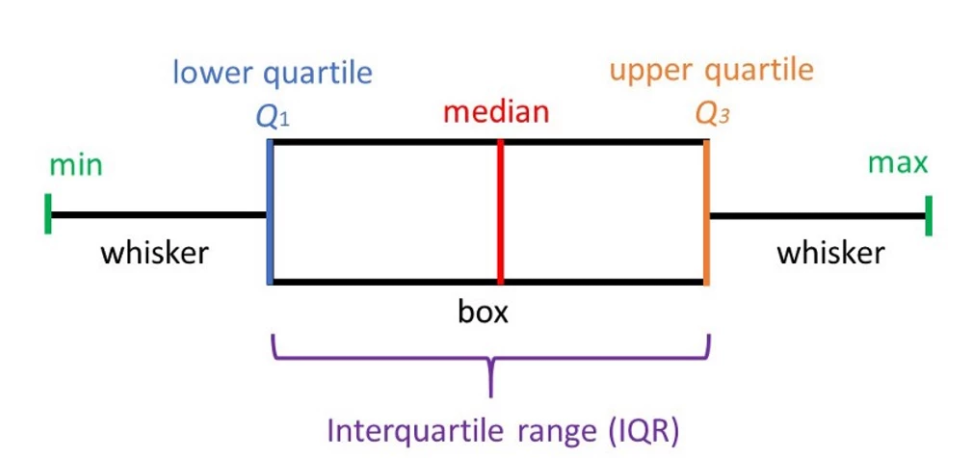 lower quartile
Q1
median
upper quartile
Q3
min
max
whisker
whisker
box
Interquartile range (IQR)